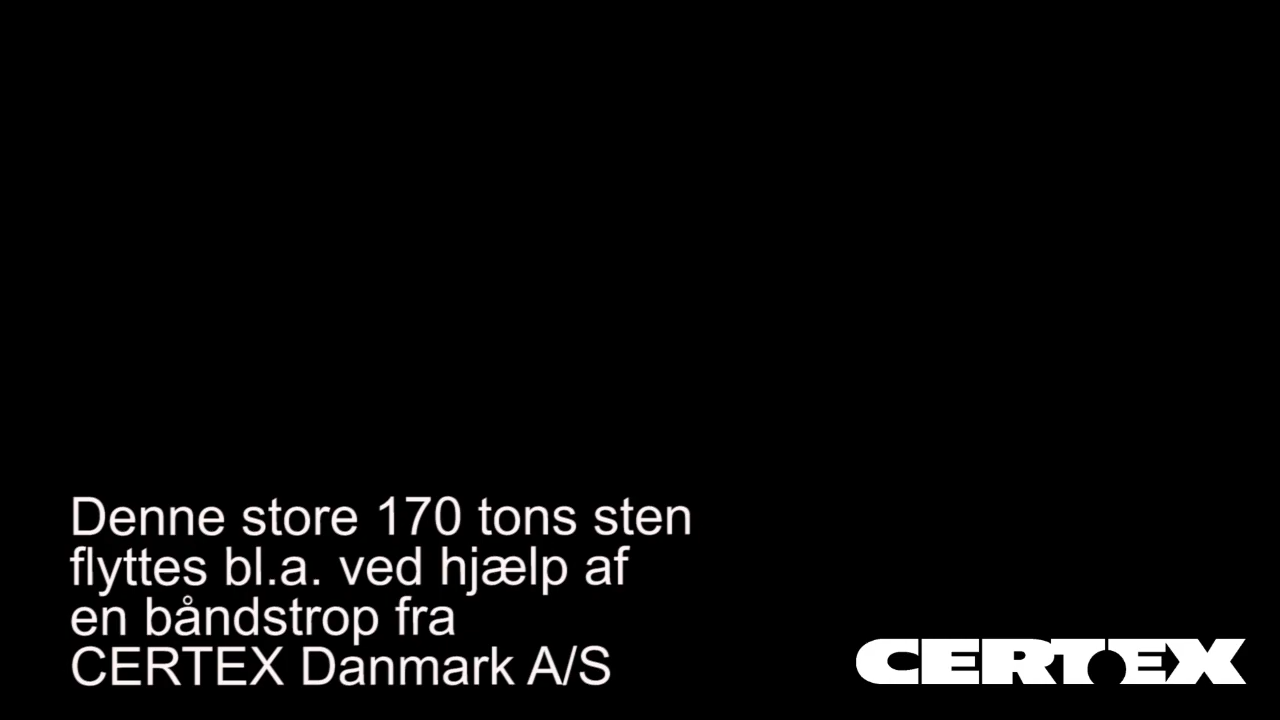 Denne store 170 tons sten
flyttes bl.a. ved hjælp af
en båndstrop fra
CERTEX Danmark A/S
CERTEX